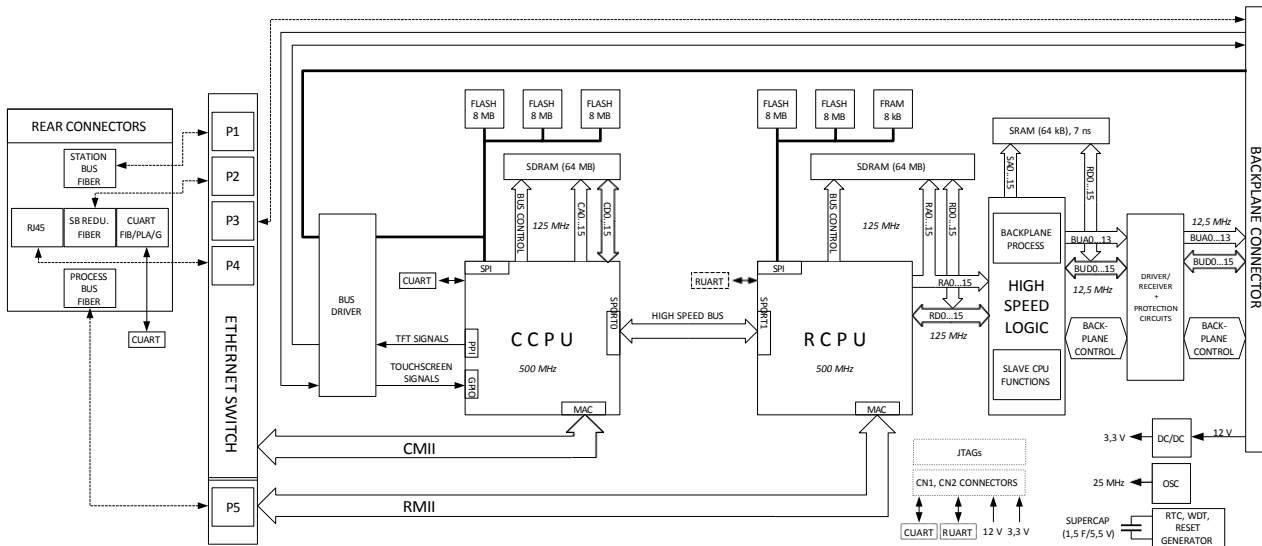 REAR CONNECTORS
STATION
BUS
FIBER
RJ45
SB REDU.
FIBER
CUART
FIB/PLA/G
PROCESS
BUS
FIBER
CUART
P1
P2
P3
P4
ETHERNET SWITCH
P5
BUS
DRIVER
FLASH
8 MB
FLASH
8 MB
FLASH
8 MB
SDRAM (64 MB)
BUS CONTROL
125 MHz
CA0...15
CD0...15
CUART
SPI
SPORT0
CCPU
500 MHz
PPI
GPIO
MAC
TFT SIGNALS
TOUCHSCREEN
SIGNALS
CMII
RMII
HIGH SPEED BUS
FLASH
8 MB
FLASH
8 MB
FRAM
8 kB
SDRAM (64 MB)
BUS CONTROL
125 MHz
RA0...15
RD0...15
RUART
SPI
SPORT1
RCPU
500 MHz
MAC
RA0...15
RD0...15
125 MHz
SRAM (64 kB), 7 ns
SA0...15
RD0...15
BACKPLANE
PROCESS
HIGH
SPEED
LOGIC
SLAVE CPU
FUNCTIONS
BUA0...13
BUD0...15
12,5 MHz
BACK-
PLANE
CONTROL
DRIVER/
RECEIVER
+
PROTECTION
CIRCUITS
12,5 MHz
BUA0...13
BUD0...15
BACK-
PLANE
CONTROL
BACKPLANE CONNECTOR
JTAGs
CN1, CN2 CONNECTORS
CUART
RUART
12 V
3,3 V
3,3 V
DC/DC
12 V
25 MHz
OSC
SUPERCAP
(1,5 F/5,5 V)
RTC, WDT,
RESET
GENERATOR